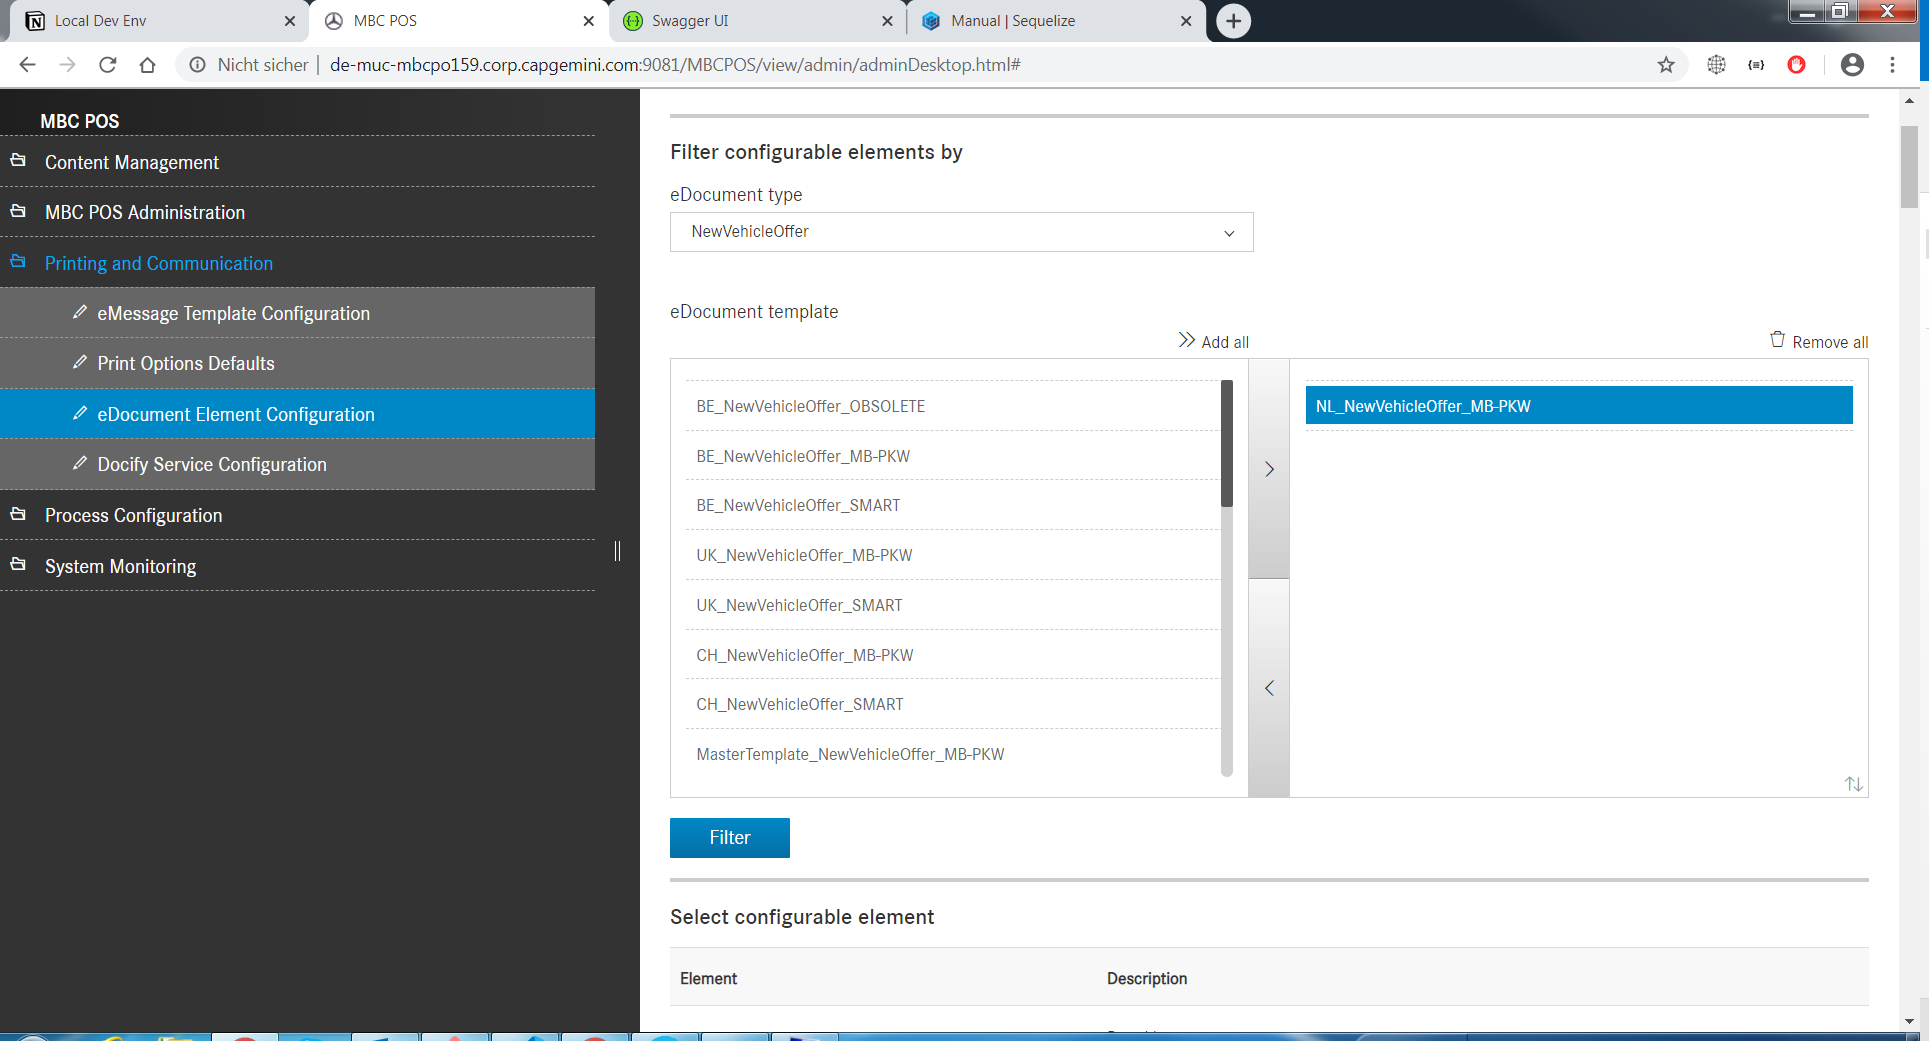 Local Dev Env
MBC POS
Swagger UI
Manual | Sequelize
Nicht sicher | de-muc-mbcpo159.corp.capgemini.com:9081/MBCPOS/view/admin/adminDesktop.html#
MBC POS
Content Management
MBC POS Administration
Printing and Communication
eMessage Template Configuration
Print Options Defaults
eDocument Element Configuration
Docify Service Configuration
Process Configuration
System Monitoring
Filter configurable elements by
eDocument type
NewVehicleOffer
eDocument template
Add all
Remove all
BE_NewVehicleOffer_OBSOLETE
BE_NewVehicleOffer_MB-PKW
BE_NewVehicleOffer_SMART
UK_NewVehicleOffer_MB-PKW
UK_NewVehicleOffer_SMART
CH_NewVehicleOffer_MB-PKW
CH_NewVehicleOffer_SMART
MasterTemplate_NewVehicleOffer_MB-PKW
NL_NewVehicleOffer_MB-PKW
Filter
Select configurable element
Element
Description